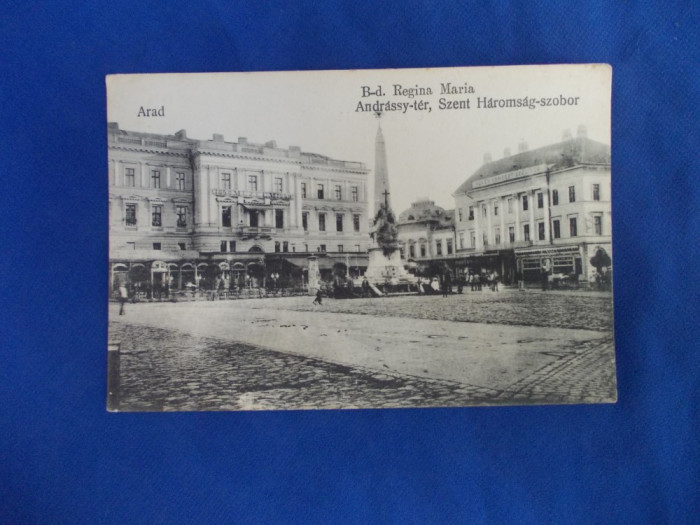 Arad
B-d. Regina Maria
Andrássy-tér, Szent Háromság-szobor